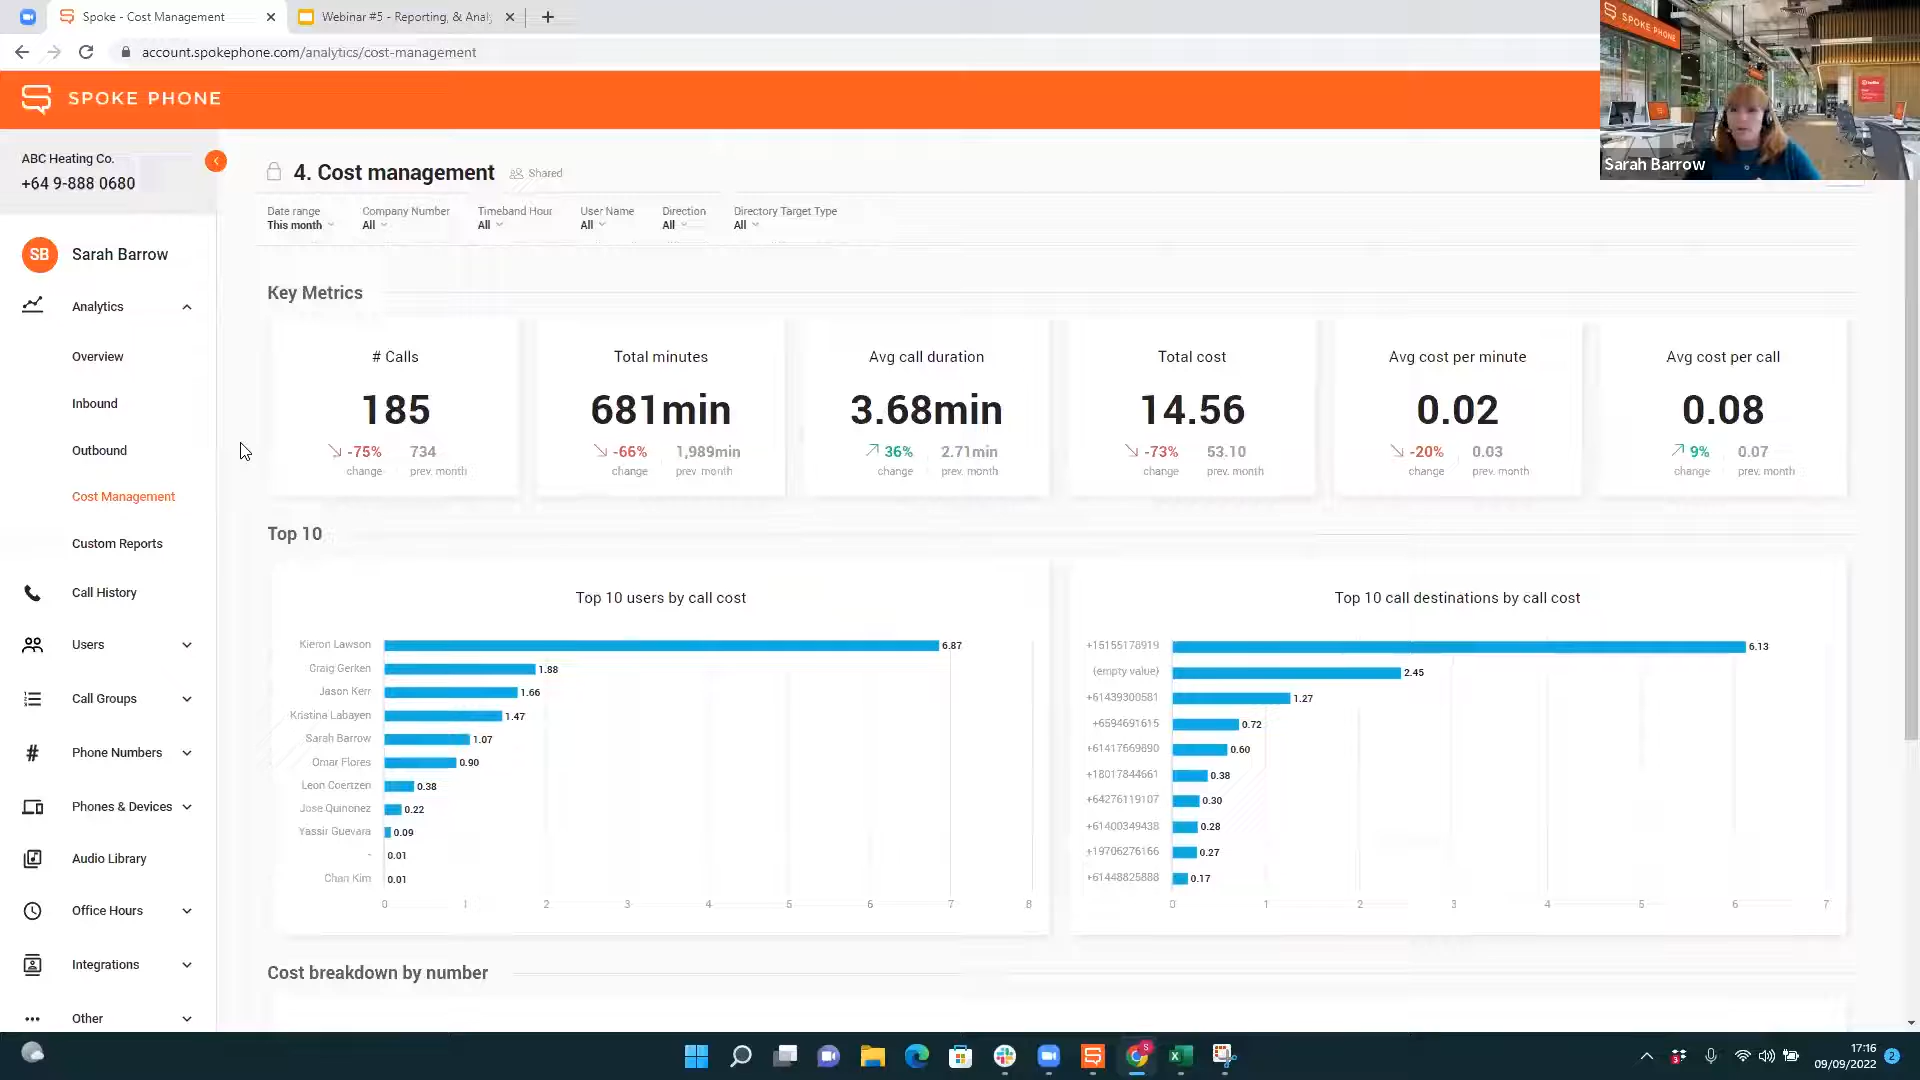 Spoke - Cost Management
Webinar #5 - Reporting, & Analy
account.spokephone.com/analytics/cost-management
SPOKE PHONE
SPOKE PHONE
Sarah Barrow
ABC Heating Co.
+64 9-888 0680
SB
Sarah Barrow
Analytics
Overview
Inbound
Outbound
Cost Management
Custom Reports
Call History
Users
Call Groups
Phone Numbers
Phones & Devices
Audio Library
Office Hours
Integrations
Other
4. Cost management
Shared
Date range Company Number Timeband Hour User Name Direction Directory Target Type
This month All All All All All
Key Metrics
# Calls
185
-75% 734
change prev. month
Total minutes
681min
-66% 1,989min
change prev. month
Avg call duration
3.68min
36% 2.71min
change prev. month
Total cost
14.56
-73% 53.10
change prev. month
Avg cost per minute
0.02
-20% 0.03
change prev. month
Avg cost per call
0.08
9% 0.07
change prev. month
Top 10
Top 10 users by call cost
Kieron Lawson 6.87
Craig Gerken 1.88
Jason Kerr 1.66
Kristina Labayen 1.47
Sarah Barrow 1.07
Omar Flores 0.90
Leon Coertzen 0.38
Jose Quinonez 0.22
Yassir Guevara 0.09
- 0.01
Chan Kim 0.01
0 1 2 3 4 5 6 7 8
Top 10 call destinations by call cost
+15155178919 6.13
(empty value) 2.45
+61439300581 1.27
+6594691615 0.72
+61417669890 0.60
+18017844661 0.38
+64276119107 0.30
+61400349438 0.28
+19706276166 0.27
+61448825888 0.17
0 1 2 3 4 5 6 7
Cost breakdown by number
17:16
09/09/2022
2